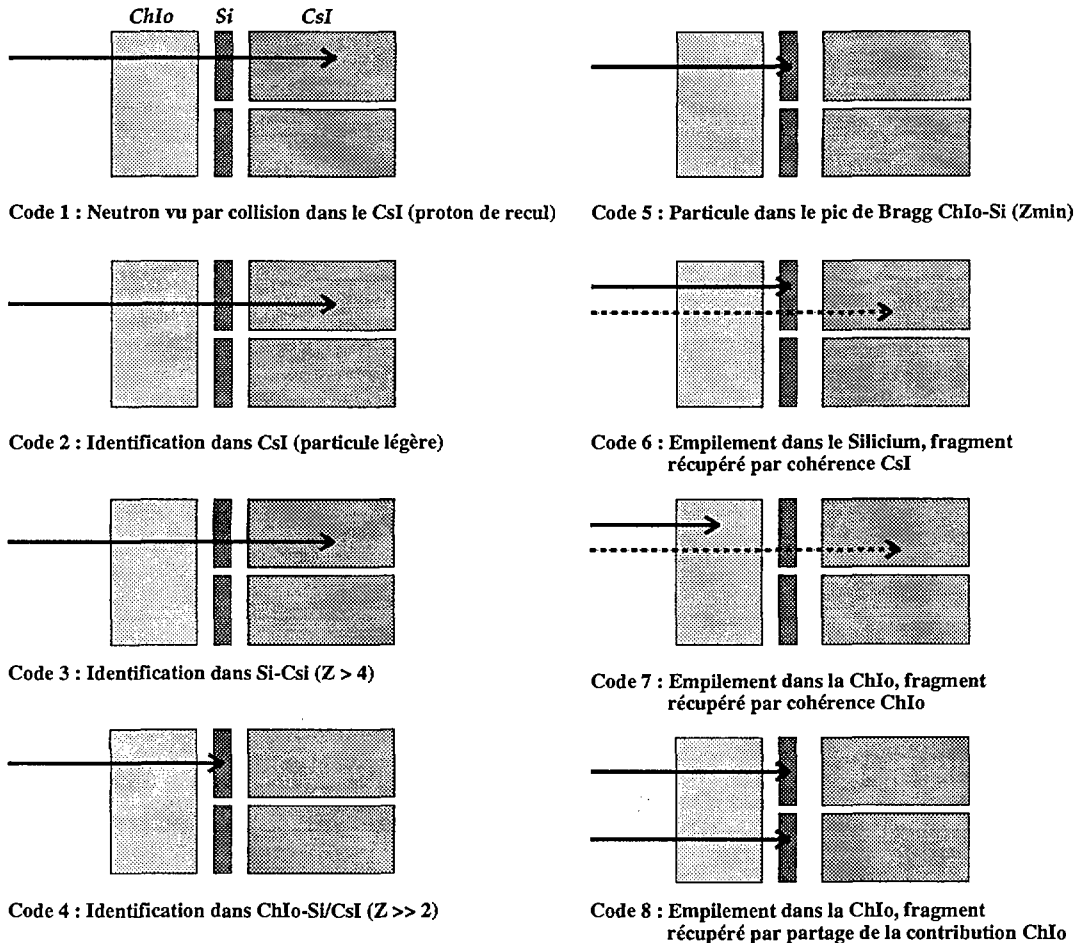 ChIo Si CsI
Code 1 : Neutron vu par collision dans le CsI (proton de recul)
Code 2 : Identification dans CsI (particule légère)
Code 3 : Identification dans Si-Csi (Z > 4)
Code 4 : Identification dans ChIo-Si/CsI (Z >> 2)
Code 5 : Particule dans le pic de Bragg ChIo-Si (Zmin)
Code 6 : Empilement dans le Silicium, fragment
récupéré par cohérence CsI
Code 7 : Empilement dans la ChIo, fragment
récupéré par cohérence ChIo
Code 8 : Empilement dans la ChIo, fragment
récupéré par partage de la contribution ChIo